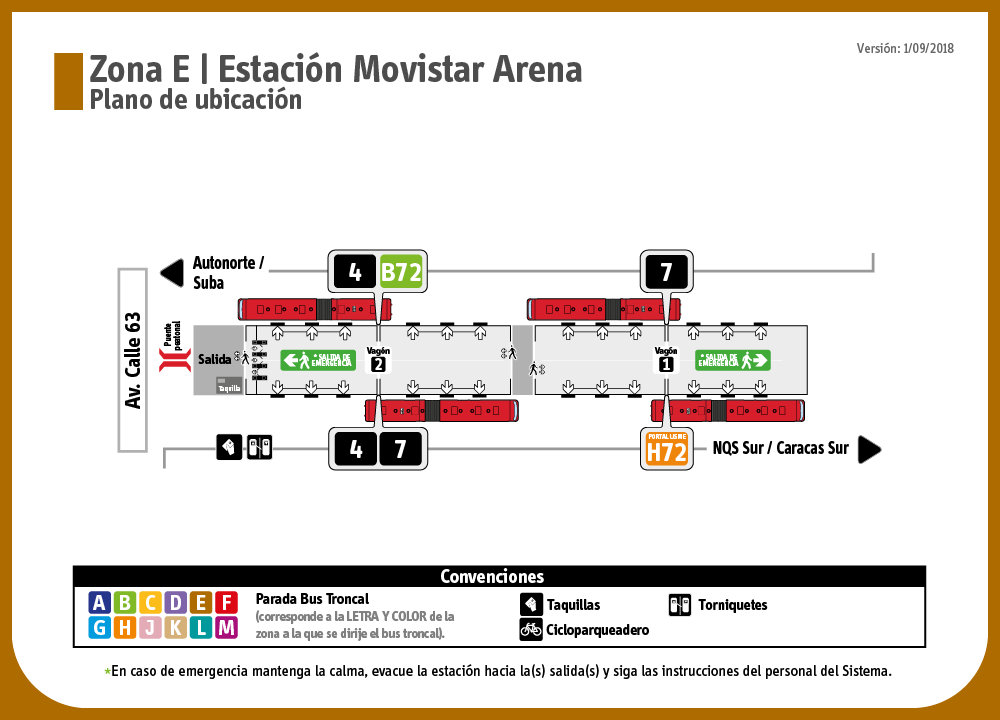 Versión: 1/09/2018
Zona E | Estación Movistar Arena
Plano de ubicación
Autonorte /
Suba
4 B72
7
Av. Calle 63
Puente
peatonal
Salida
Taquilla
* SALIDA DE
EMERGENCIA
Vagón
2
Vagón
1
* SALIDA DE
EMERGENCIA
4 7
PORTAL USME
H72
NQS Sur / Caracas Sur
Convenciones
A B C D E F
G H J K L M
Parada Bus Troncal
(corresponde a la LETRA Y COLOR de la
zona a la que se dirije el bus troncal).
Taquillas
Cicloparqueadero
Torniquetes
*En caso de emergencia mantenga la calma, evacue la estación hacia la(s) salida(s) y siga las instrucciones del personal del Sistema.